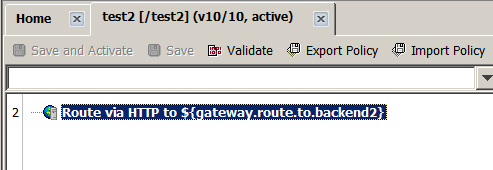 Home × test2 [/test2] (v10/10, active) ×
Save and Activate Save Validate Export Policy Import Policy
2 Route via HTTP to ${gateway.route.to.backend2}